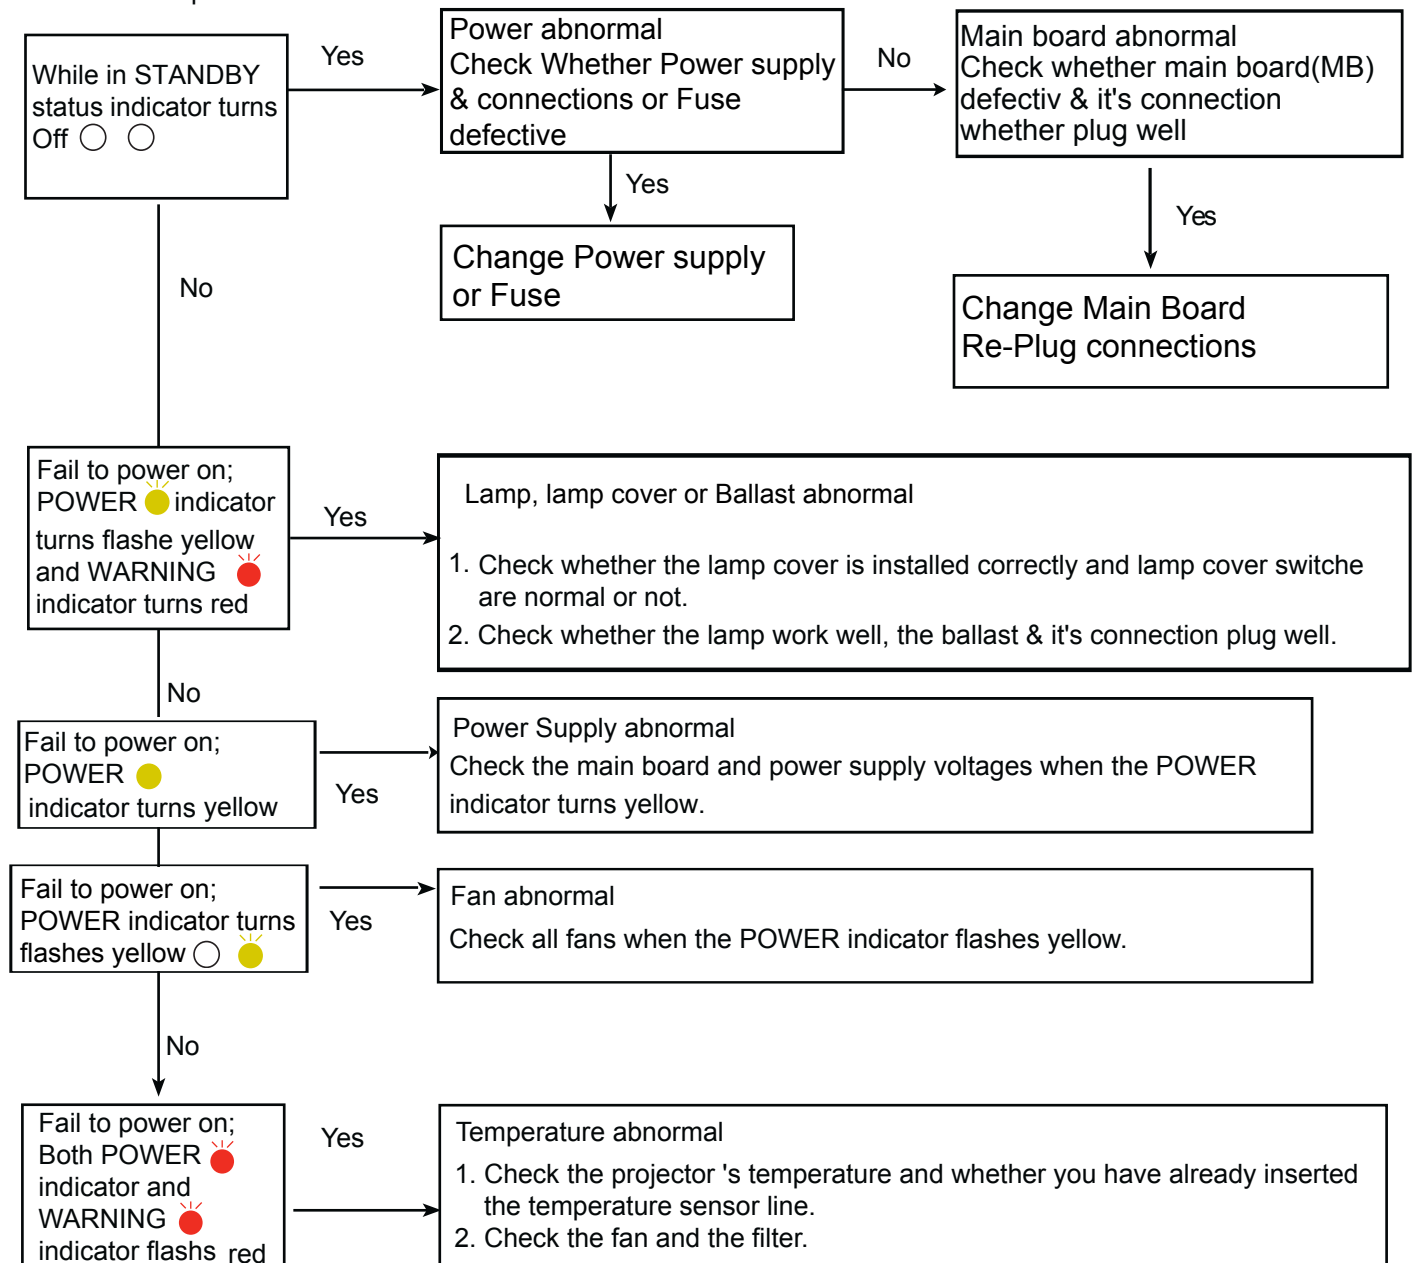 While in STANDBY
status indicator turns
Off
Yes
Power abnormal
Check Whether Power supply
& connections or Fuse
defective
No
Main board abnormal
Check whether main board(MB)
defectiv & it's connection
whether plug well
Yes
Change Power supply
or Fuse
Yes
Change Main Board
Re-Plug connections
No
Fail to power on;
POWER indicator
turns flashe yellow
and WARNING
indicator turns red
Yes
Lamp, lamp cover or Ballast abnormal
1. Check whether the lamp cover is installed correctly and lamp cover switche
are normal or not.
2. Check whether the lamp work well, the ballast & it's connection plug well.
No
Fail to power on;
POWER
indicator turns yellow
Yes
Power Supply abnormal
Check the main board and power supply voltages when the POWER
indicator turns yellow.
Fail to power on;
POWER indicator turns
flashes yellow
Yes
Fan abnormal
Check all fans when the POWER indicator flashes yellow.
No
Fail to power on;
Both POWER
indicator and
WARNING
indicator flashs red
Yes
Temperature abnormal
1. Check the projector 's temperature and whether you have already inserted
the temperature sensor line.
2. Check the fan and the filter.